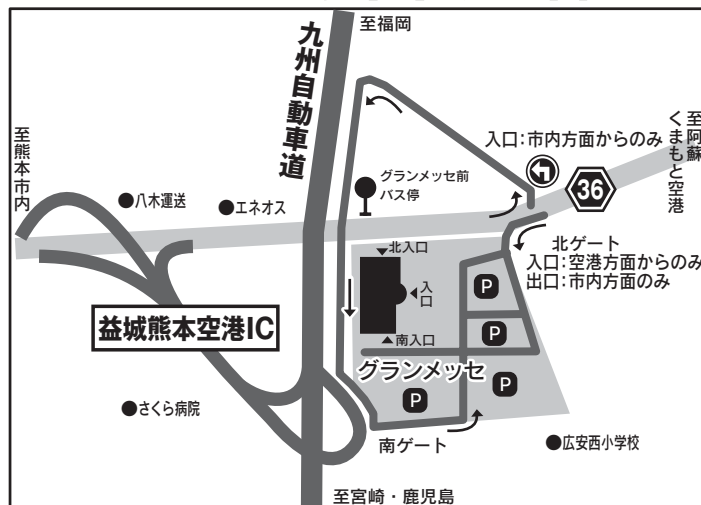 至福岡
九州自動車道
至熊本市内
至阿蘇
くまもと空港
入口：市内方面からのみ
36
グランメッセ前
バス停
●八木運送
●エネオス
北ゲート
入口：空港方面からのみ
出口：市内方面のみ
▼北入口
◀入口
▲南入口
P
P
P
P
益城熊本空港IC
グランメッセ
●さくら病院
南ゲート
●広安西小学校
至宮崎・鹿児島